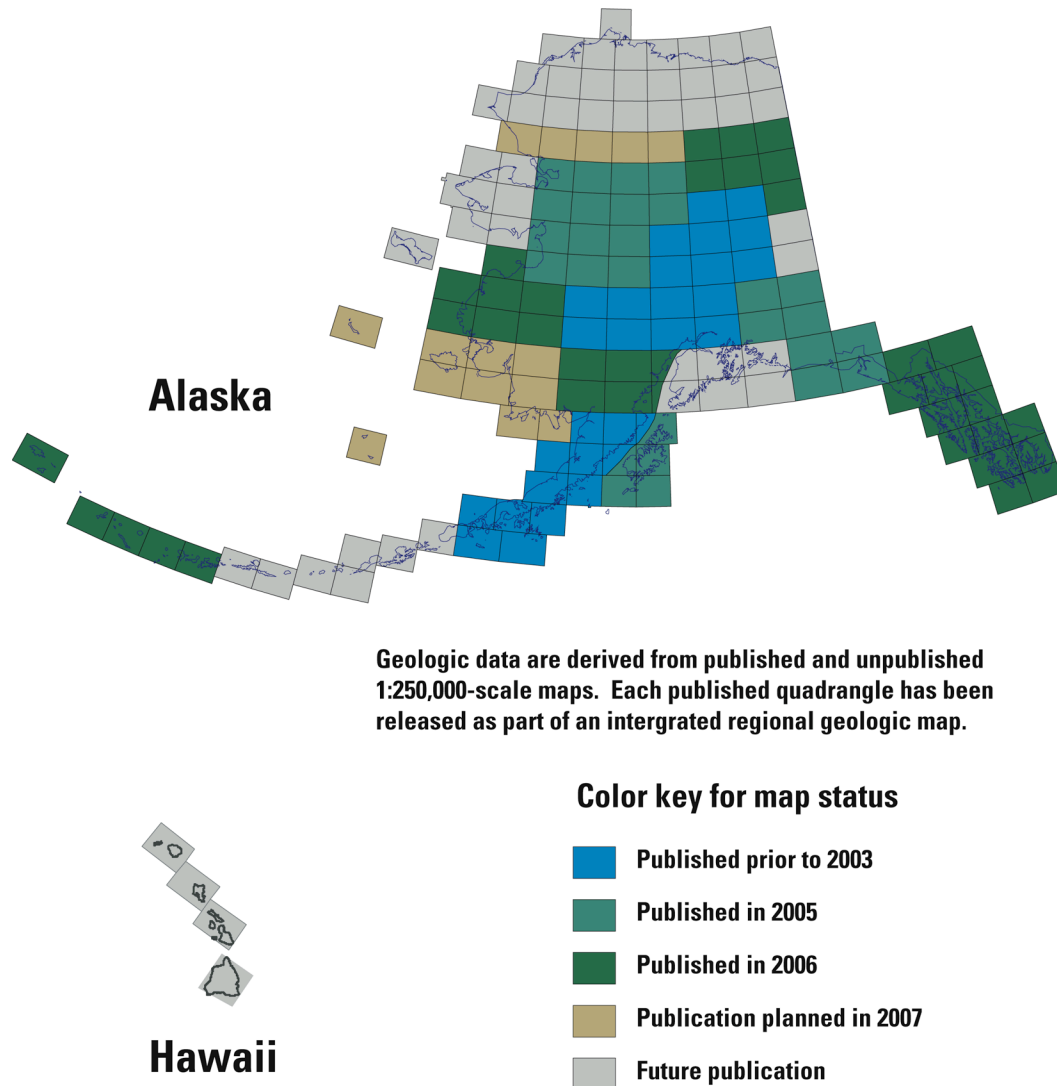 Alaska
Geologic data are derived from published and unpublished
1:250,000-scale maps.  Each published quadrangle has been
released as part of an intergrated regional geologic map.
Color key for map status
Published prior to 2003
Published in 2005
Published in 2006
Publication planned in 2007
Future publication
Hawaii